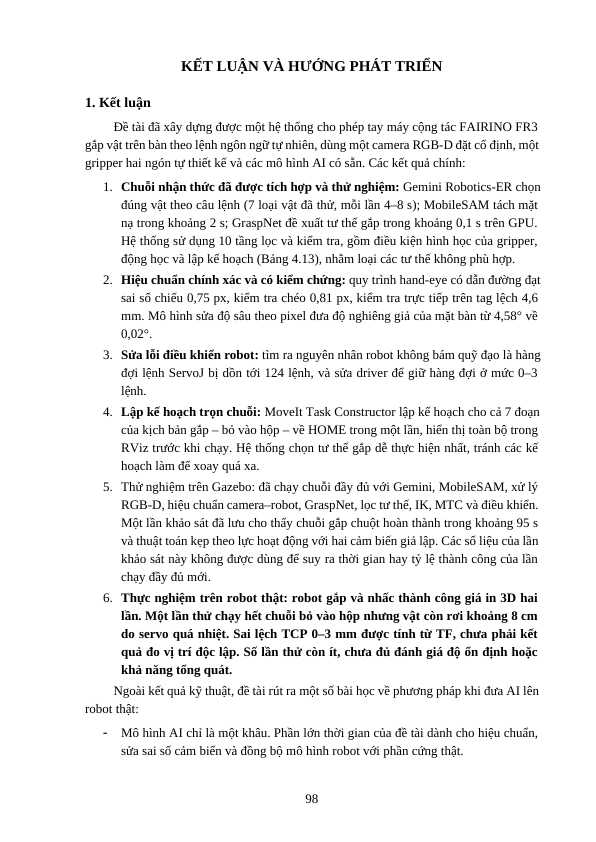 KẾT LUẬN VÀ HƯỚNG PHÁT TRIỂN
1. Kết luận
Đề tài đã xây dựng được một hệ thống cho phép tay máy cộng tác FAIRINO FR3
gắp vật trên bàn theo lệnh ngôn ngữ tự nhiên, dùng một camera RGB-D đặt cố định, một
gripper hai ngón tự thiết kế và các mô hình AI có sẵn. Các kết quả chính:
1. Chuỗi nhận thức đã được tích hợp và thử nghiệm: Gemini Robotics-ER chọn
đúng vật theo câu lệnh (7 loại vật đã thử, mỗi lần 4–8 s); MobileSAM tách mặt
nạ trong khoảng 2 s; GraspNet đề xuất tư thế gắp trong khoảng 0,1 s trên GPU.
Hệ thống sử dụng 10 tầng lọc và kiểm tra, gồm điều kiện hình học của gripper,
động học và lập kế hoạch (Bảng 4.13), nhằm loại các tư thế không phù hợp.
2. Hiệu chuẩn chính xác và có kiểm chứng: quy trình hand-eye có dẫn đường đạt
sai số chiếu 0,75 px, kiểm tra chéo 0,81 px, kiểm tra trực tiếp trên tag lệch 4,6
mm. Mô hình sửa độ sâu theo pixel đưa độ nghiêng giả của mặt bàn từ 4,58° về
0,02°.
3. Sửa lỗi điều khiển robot: tìm ra nguyên nhân robot không bám quỹ đạo là hàng
đợi lệnh ServoJ bị dồn tới 124 lệnh, và sửa driver để giữ hàng đợi ở mức 0–3
lệnh.
4. Lập kế hoạch trọn chuỗi: MoveIt Task Constructor lập kế hoạch cho cả 7 đoạn
của kịch bản gắp – bỏ vào hộp – về HOME trong một lần, hiển thị toàn bộ trong
RViz trước khi chạy. Hệ thống chọn tư thế gắp dễ thực hiện nhất, tránh các kế
hoạch làm đế xoay quá xa.
5. Thử nghiệm trên Gazebo: đã chạy chuỗi đầy đủ với Gemini, MobileSAM, xử lý
RGB-D, hiệu chuẩn camera–robot, GraspNet, lọc tư thế, IK, MTC và điều khiển.
Một lần khảo sát đã lưu cho thấy chuỗi gắp chuột hoàn thành trong khoảng 95 s
và thuật toán kẹp theo lực hoạt động với hai cảm biến giả lập. Các số liệu của lần
khảo sát này không được dùng để suy ra thời gian hay tỷ lệ thành công của lần
chạy đầy đủ mới.
6. Thực nghiệm trên robot thật: robot gắp và nhấc thành công giá in 3D hai
lần. Một lần thử chạy hết chuỗi bỏ vào hộp nhưng vật còn rơi khoảng 8 cm
do servo quá nhiệt. Sai lệch TCP 0–3 mm được tính từ TF, chưa phải kết
quả đo vị trí độc lập. Số lần thử còn ít, chưa đủ đánh giá độ ổn định hoặc
khả năng tổng quát.
Ngoài kết quả kỹ thuật, đề tài rút ra một số bài học về phương pháp khi đưa AI lên
robot thật:
- Mô hình AI chỉ là một khâu. Phần lớn thời gian của đề tài dành cho hiệu chuẩn,
sửa sai số cảm biến và đồng bộ mô hình robot với phần cứng thật.
98